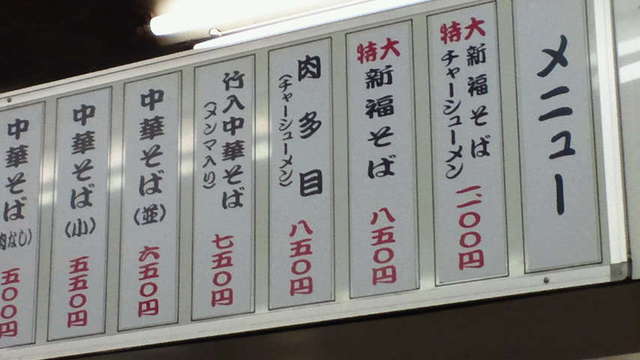 メニュー
特大新福そば
チャーシューメン
一、一〇〇円
特大新福そば
八五〇円
肉多目
(チャーシューメン)
八五〇円
竹入中華そば
(メンマ入り)
七五〇円
中華そば(並)
六五〇円
中華そば(小)
五五〇円
中華そば
肉なし)
五〇〇円